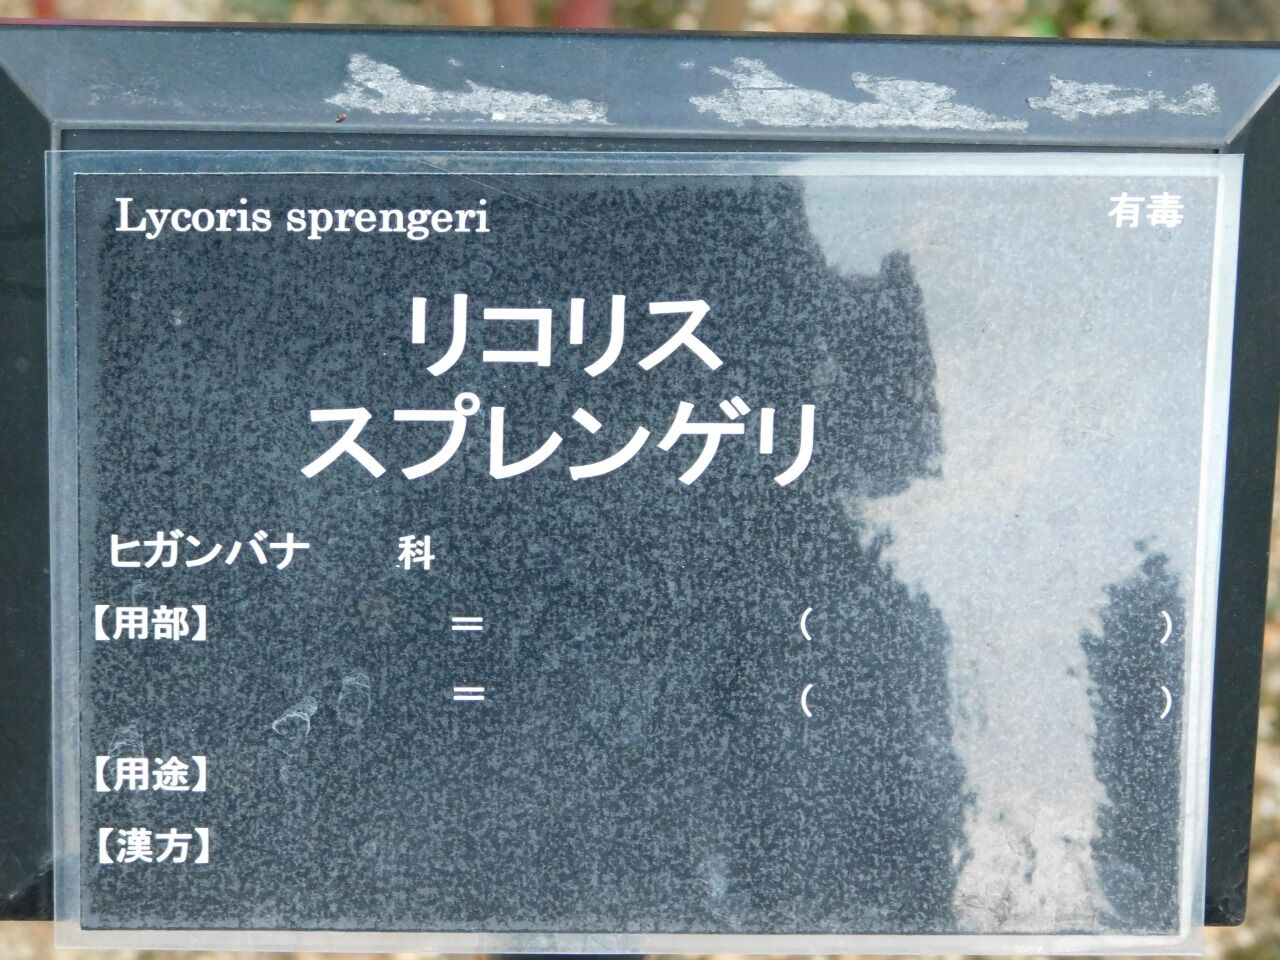 Lycoris sprengeri 有毒
リコリス
スプレンゲリ
ヒガンバナ 科
【用部】 = ( )
= ( )
【用途】
【漢方】